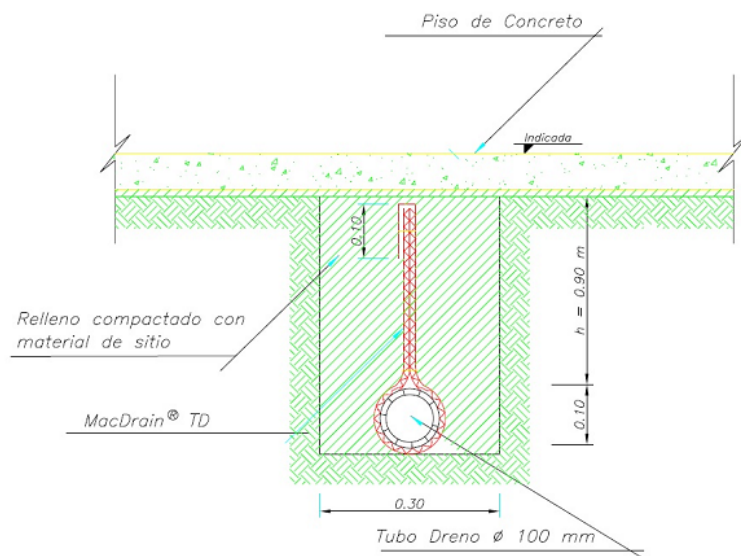 Piso de Concreto
Indicada
0.10
h = 0.90 m
Relleno compactado con
material de sitio
MacDrain® TD
0.10
0.30
Tubo Dreno ø 100 mm